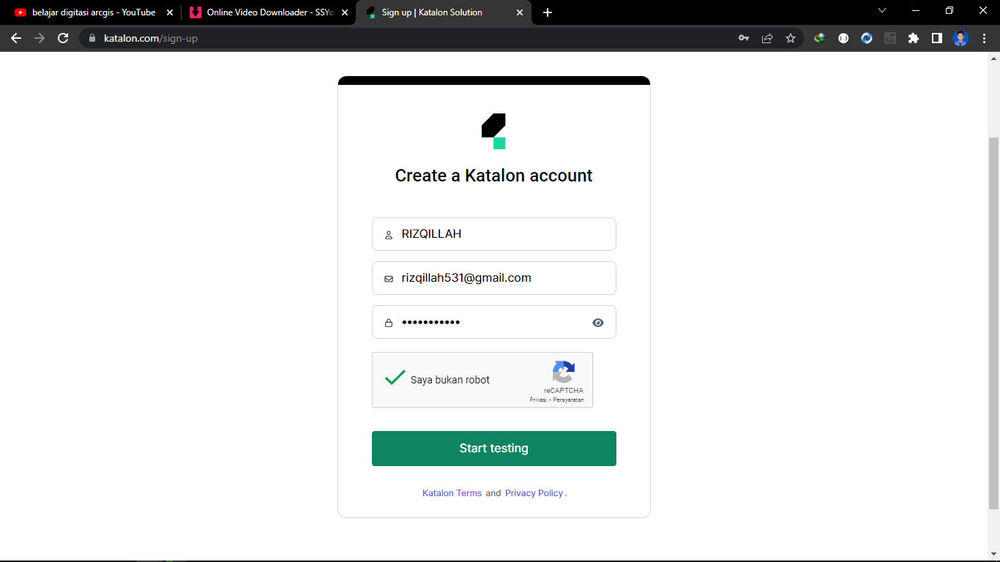 belajar digitasi arcgis - YouTube
Online Video Downloader - SSYo
Sign up | Katalon Solution
katalon.com/sign-up
Create a Katalon account
RIZQILLAH
rizqillah531@gmail.com
•••••••••••
Saya bukan robot
reCAPTCHA
Privasi - Persyaratan
Start testing
Katalon Terms and Privacy Policy.